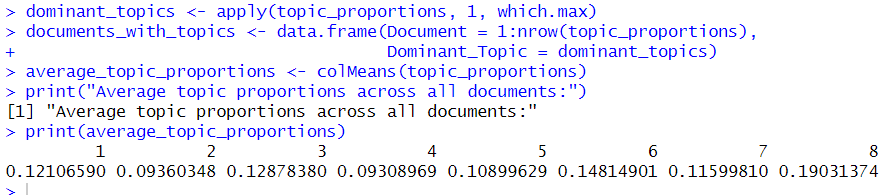 > dominant_topics <- apply(topic_proportions, 1, which.max)
> documents_with_topics <- data.frame(Document = 1:nrow(topic_proportions),
+                                     Dominant_Topic = dominant_topics)
> average_topic_proportions <- colMeans(topic_proportions)
> print("Average topic proportions across all documents:")
[1] "Average topic proportions across all documents:"
> print(average_topic_proportions)
         1          2          3          4          5          6          7          8
0.12106590 0.09360348 0.12878380 0.09308969 0.10899629 0.14814901 0.11599810 0.19031374
>